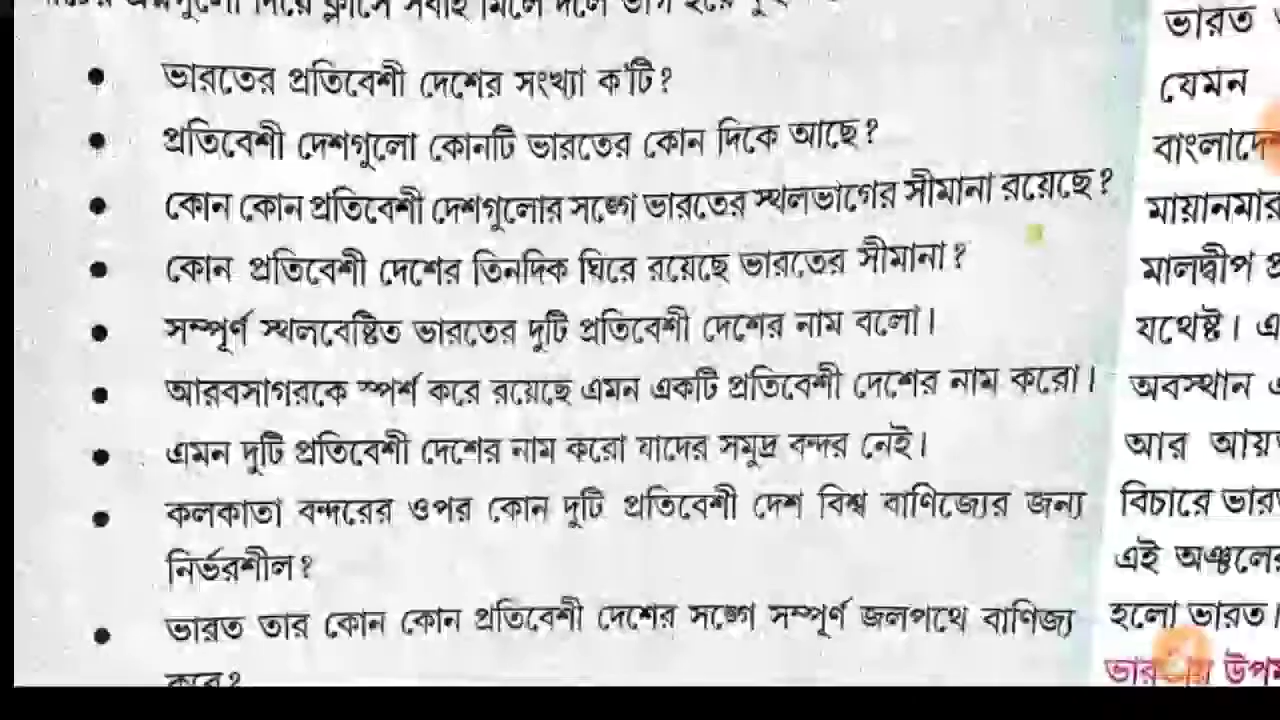 ভারতের প্রতিবেশী দেশের সংখ্যা ক'টি?
প্রতিবেশী দেশগুলো কোনটি ভারতের কোন দিকে আছে?
কোন কোন প্রতিবেশী দেশগুলোর সঙ্গে ভারতের স্থলভাগের সীমানা রয়েছে?
কোন প্রতিবেশী দেশের তিনদিক ঘিরে রয়েছে ভারতের সীমানা?
সম্পূর্ণ স্থলবেষ্টিত ভারতের দুটি প্রতিবেশী দেশের নাম বলো।
আরবসাগরকে স্পর্শ করে রয়েছে এমন একটি প্রতিবেশী দেশের নাম করো।
এমন দুটি প্রতিবেশী দেশের নাম করো যাদের সমুদ্র বন্দর নেই।
কলকাতা বন্দরের ওপর কোন দুটি প্রতিবেশী দেশ বিশ্ব বাণিজ্যের জন্য
নির্ভরশীল?
ভারত তার কোন কোন প্রতিবেশী দেশের সঙ্গে সম্পূর্ণ জলপথে বাণিজ্য
করে?
ভারত
যেমন
মায়ানমার
মালদ্বীপ
যথেষ্ট। এ
অবস্থান
আর
বিচারে
এই
হলো ভারত।